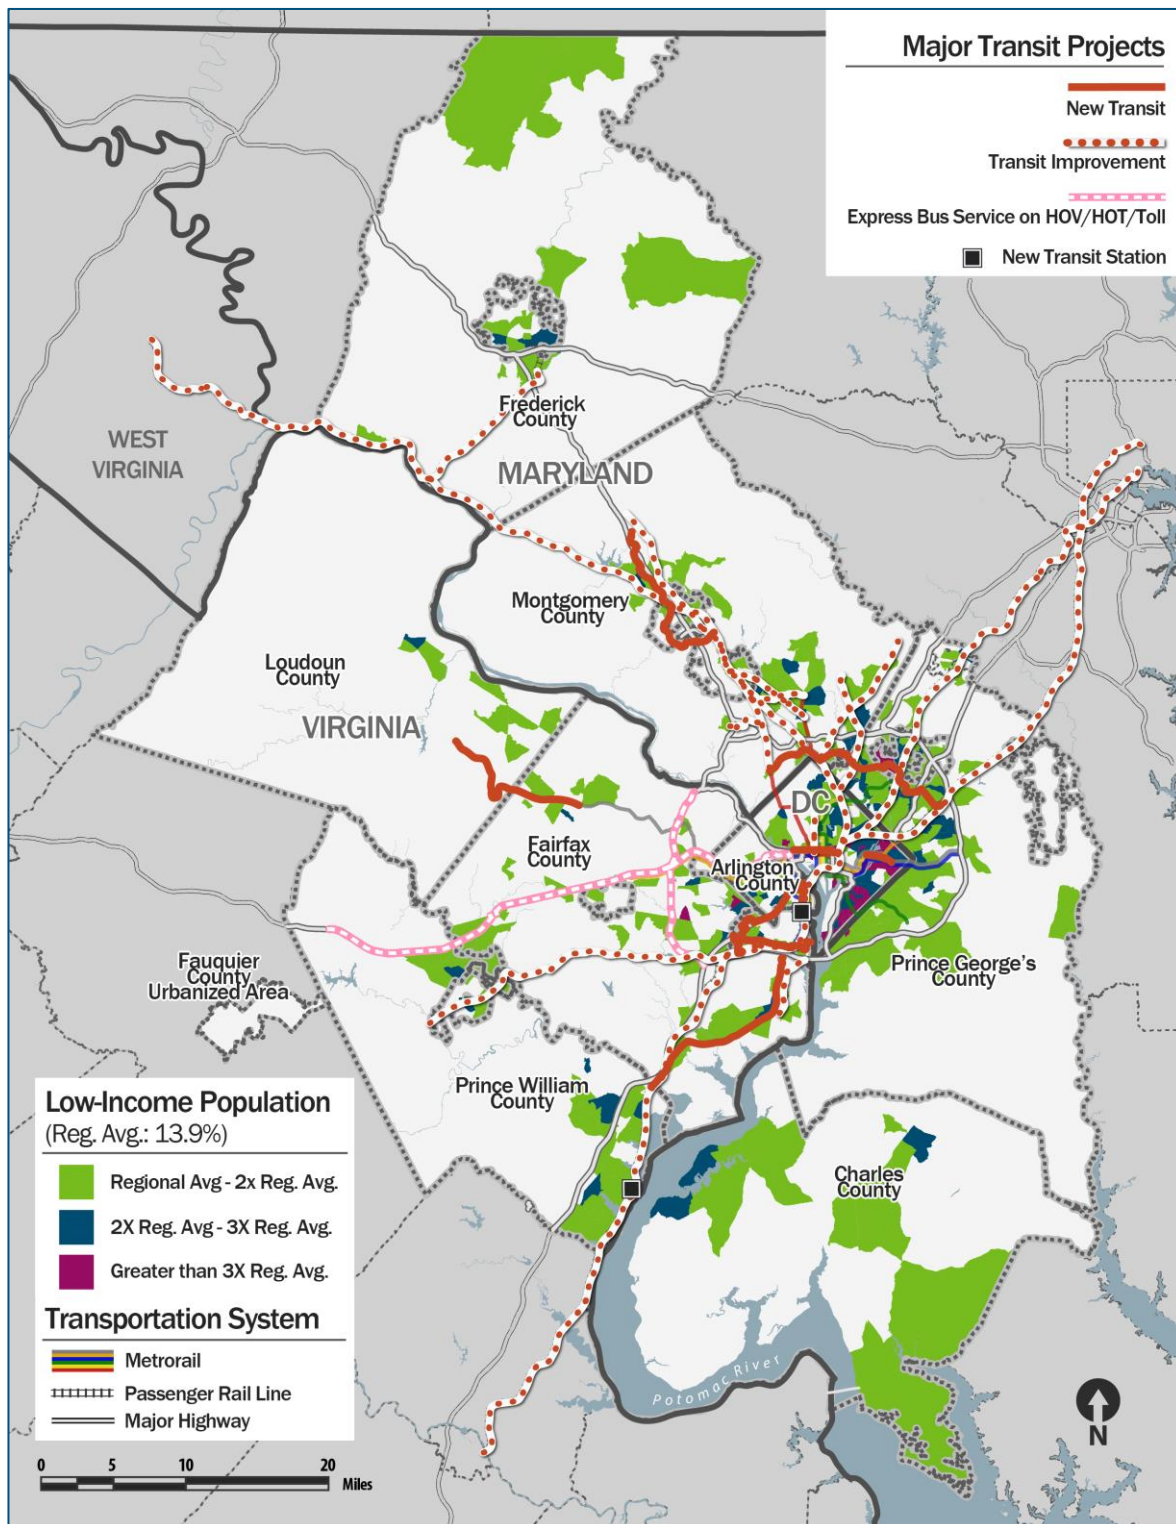 Major Transit Projects
New Transit
Transit Improvement
Express Bus Service on HOV/HOT/Toll
New Transit Station
Frederick
County
WEST
VIRGINIA
MARYLAND
Montgomery
County
Loudoun
County
VIRGINIA
DC
Fairfax
County
Arlington
County
Prince George's
County
Fauquier
County
Urbanized Area
Prince William
County
Charles
County
Potomac River
Low-Income Population
(Reg. Avg.: 13.9%)
Regional Avg - 2x Reg. Avg.
2X Reg. Avg - 3X Reg. Avg.
Greater than 3X Reg. Avg.
Transportation System
Metrorail
Passenger Rail Line
Major Highway
0 5 10 20
Miles
N